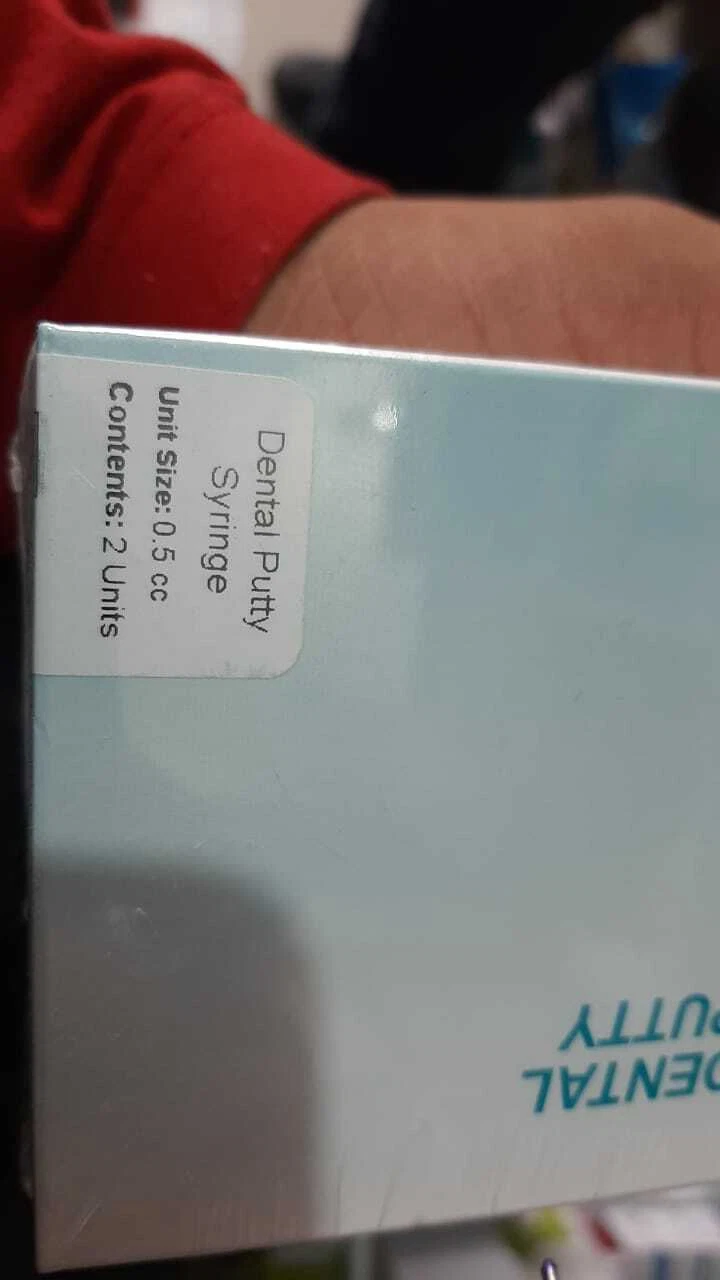 Dental Putty
Syringe
Unit Size: 0.5 cc
Contents: 2 Units
DENTAL
PUTTY